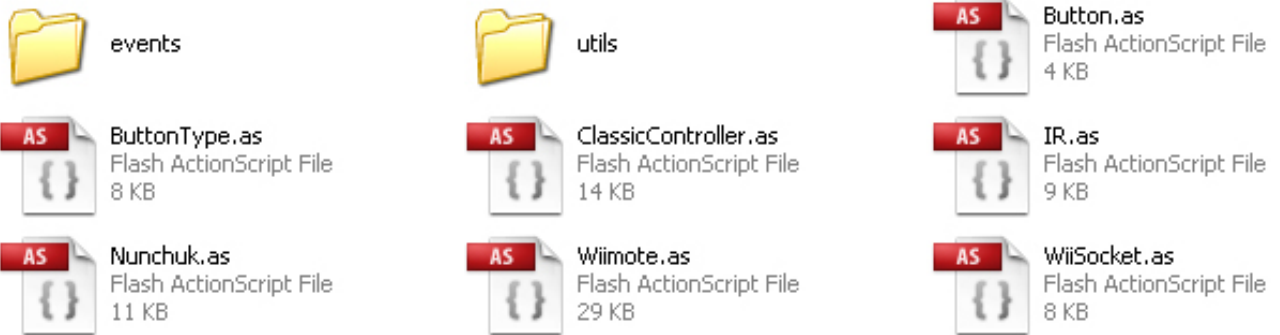 events
utils
AS
Button.as
Flash ActionScript File
4 KB
AS
ButtonType.as
Flash ActionScript File
8 KB
AS
ClassicController.as
Flash ActionScript File
14 KB
AS
IR.as
Flash ActionScript File
9 KB
AS
Nunchuk.as
Flash ActionScript File
11 KB
AS
Wiimote.as
Flash ActionScript File
29 KB
AS
WiiSocket.as
Flash ActionScript File
8 KB